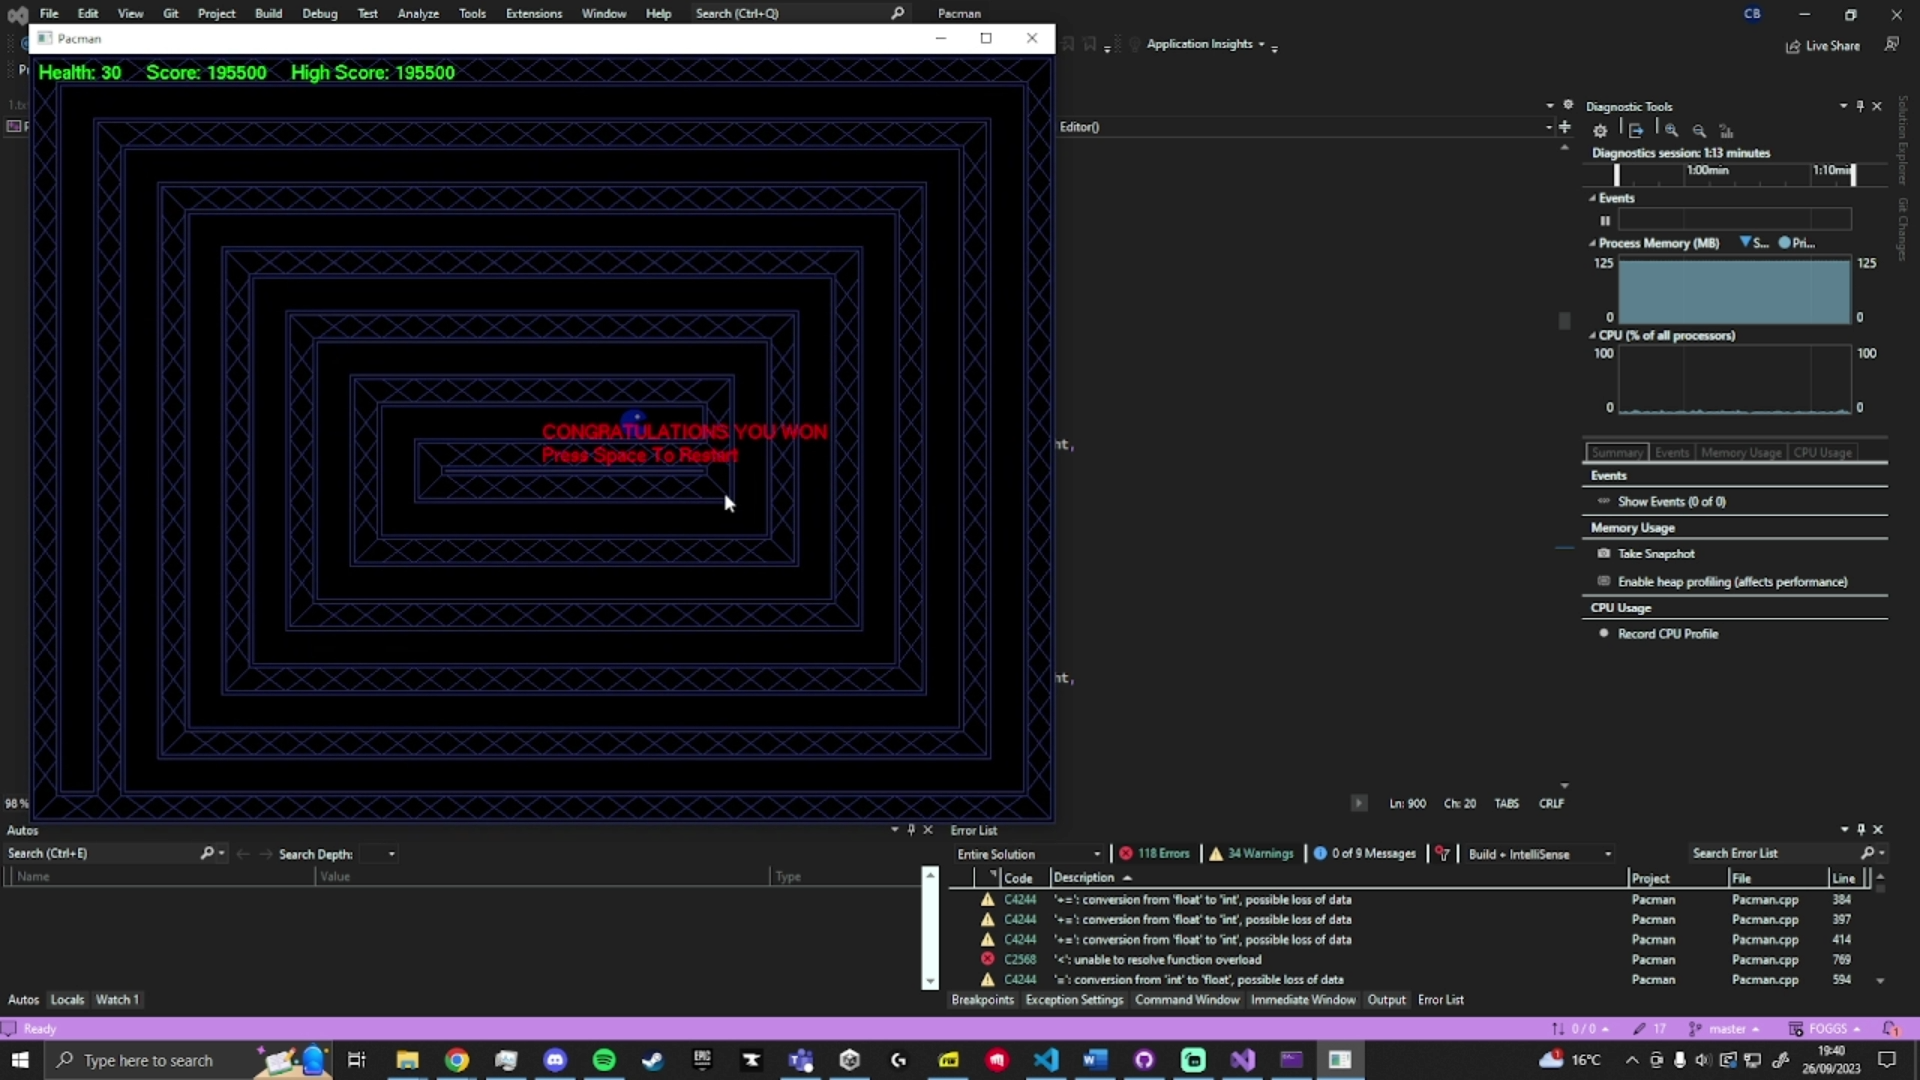 File Edit View Git Project Build Debug Test Analyze Tools Extensions Window Help Search (Ctrl+Q) Pacman CB
Pacman
Application Insights
Live Share
Health: 30 Score: 195500 High Score: 195500
Editor()
Diagnostic Tools
Diagnostics session: 1:13 minutes
1:00min 1:10min
Events
Process Memory (MB) S... Pri...
125 125
0 0
CPU (% of all processors)
100 100
0 0
Summary Events Memory Usage CPU Usage
Events
Show Events (0 of 0)
Memory Usage
Take Snapshot
Enable heap profiling (affects performance)
CPU Usage
Record CPU Profile
Solution Explorer
Git Changes
CONGRATULATIONS YOU WON
Press Space To Restart
nt,
nt,
98 %
Ln: 900 Ch: 20 TABS CRLF
Autos
Search (Ctrl+E) Search Depth:
Name Value Type
Autos Locals Watch 1
Error List
Entire Solution 118 Errors 34 Warnings 0 of 9 Messages Build + IntelliSense Search Error List
Code Description Project File Line
C4244 '+=': conversion from 'float' to 'int', possible loss of data Pacman Pacman.cpp 384
C4244 '+=': conversion from 'float' to 'int', possible loss of data Pacman Pacman.cpp 397
C4244 '+=': conversion from 'float' to 'int', possible loss of data Pacman Pacman.cpp 414
C2568 '<': unable to resolve function overload Pacman Pacman.cpp 769
C4244 '=': conversion from 'int' to 'float', possible loss of data Pacman Pacman.cpp 594
Breakpoints Exception Settings Command Window Immediate Window Output Error List
Ready 0 / 0 17 master FOGGS
Type here to search 16°C 19:40
26/09/2023